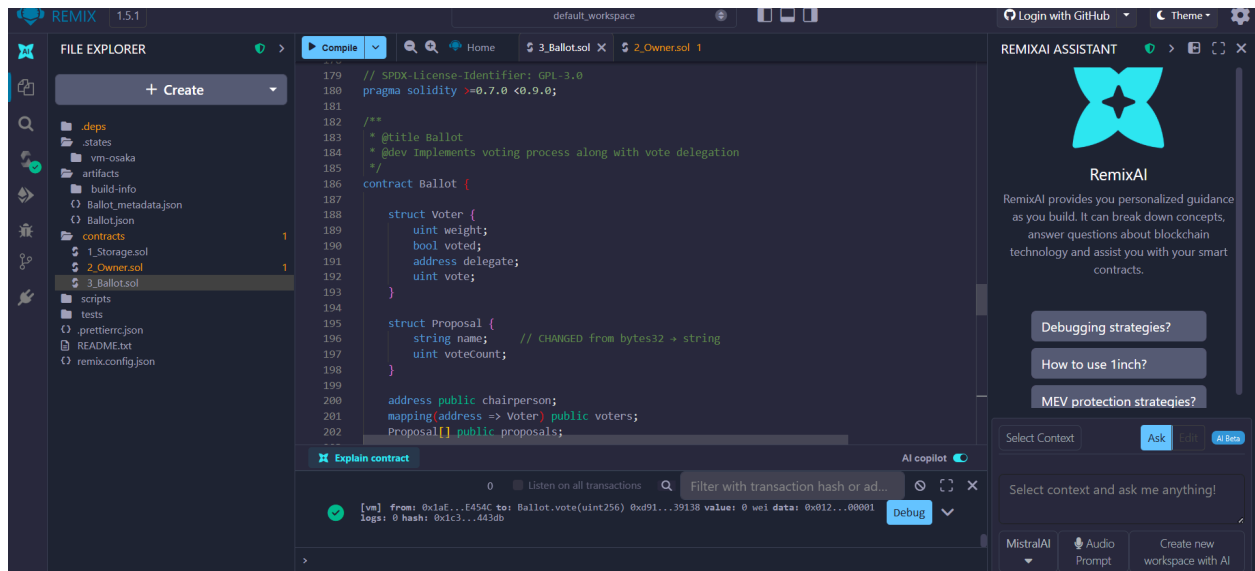 REMIX 1.5.1
default_workspace
Login with GitHub
Theme
AI
FILE EXPLORER
+ Create
.deps
.states
vm-osaka
artifacts
build-info
Ballot_metadata.json
Ballot.json
contracts 1
1_Storage.sol
2_Owner.sol 1
3_Ballot.sol
scripts
tests
.prettierrc.json
README.txt
remix.config.json
Compile
Home
3_Ballot.sol
2_Owner.sol 1
179 // SPDX-License-Identifier: GPL-3.0
180 pragma solidity >=0.7.0 <0.9.0;
181
182 /**
183 * @title Ballot
184 * @dev Implements voting process along with vote delegation
185 */
186 contract Ballot {
187
188 struct Voter {
189 uint weight;
190 bool voted;
191 address delegate;
192 uint vote;
193 }
194
195 struct Proposal {
196 string name; // CHANGED from bytes32 → string
197 uint voteCount;
198 }
199
200 address public chairperson;
201 mapping(address => Voter) public voters;
202 Proposal[] public proposals;
Explain contract
AI copilot
0 Listen on all transactions
Filter with transaction hash or ad...
[vm] from: 0x1aE...E454C to: Ballot.vote(uint256) 0xd91...39138 value: 0 wei data: 0x012...00001
logs: 0 hash: 0x1c3...443db
Debug
>
REMIXAI ASSISTANT
RemixAI
RemixAI provides you personalized guidance
as you build. It can break down concepts,
answer questions about blockchain
technology and assist you with your smart
contracts.
Debugging strategies?
How to use 1inch?
MEV protection strategies?
Select Context
Ask
Edit
AI Beta
Select context and ask me anything!
MistralAI
Audio
Prompt
Create new
workspace with AI